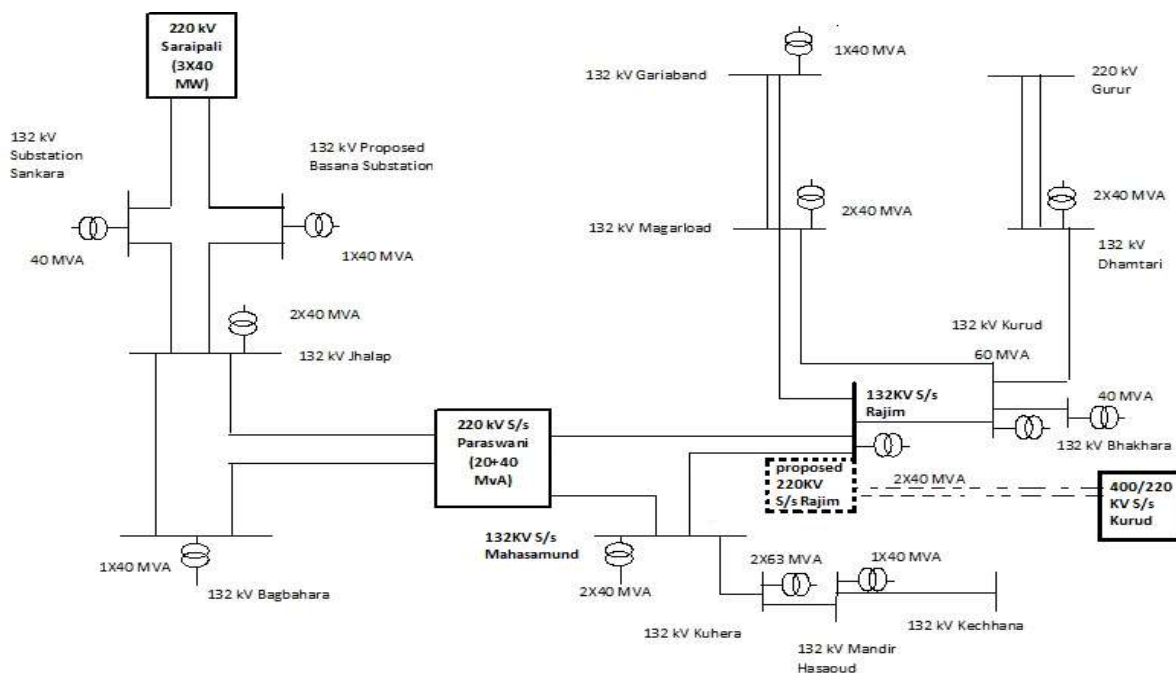 220 kV
Saraipali
(3X40
MW)
132 kV
Substation
Sankara
132 kV Proposed
Basana Substation
40 MVA
1X40 MVA
2X40 MVA
132 kV Jhalap
220 kV S/s
Paraswani
(20+40
MvA)
1X40 MVA
132 kV Bagbahara
132KV S/s
Mahasamund
2X40 MVA
1X40 MVA
132 kV Gariaband
220 kV
Gurur
2X40 MVA
132 kV Magarload
2X40 MVA
132 kV
Dhamtari
132 kV Kurud
60 MVA
132KV S/s
Rajim
40 MVA
132 kV Bhakhara
proposed
220KV
S/s Rajim
2X40 MVA
400/220
KV S/s
Kurud
2X63 MVA
1X40 MVA
132 kV Kuhera
132 kV Kechhana
132 kV Mandir
Hasaoud